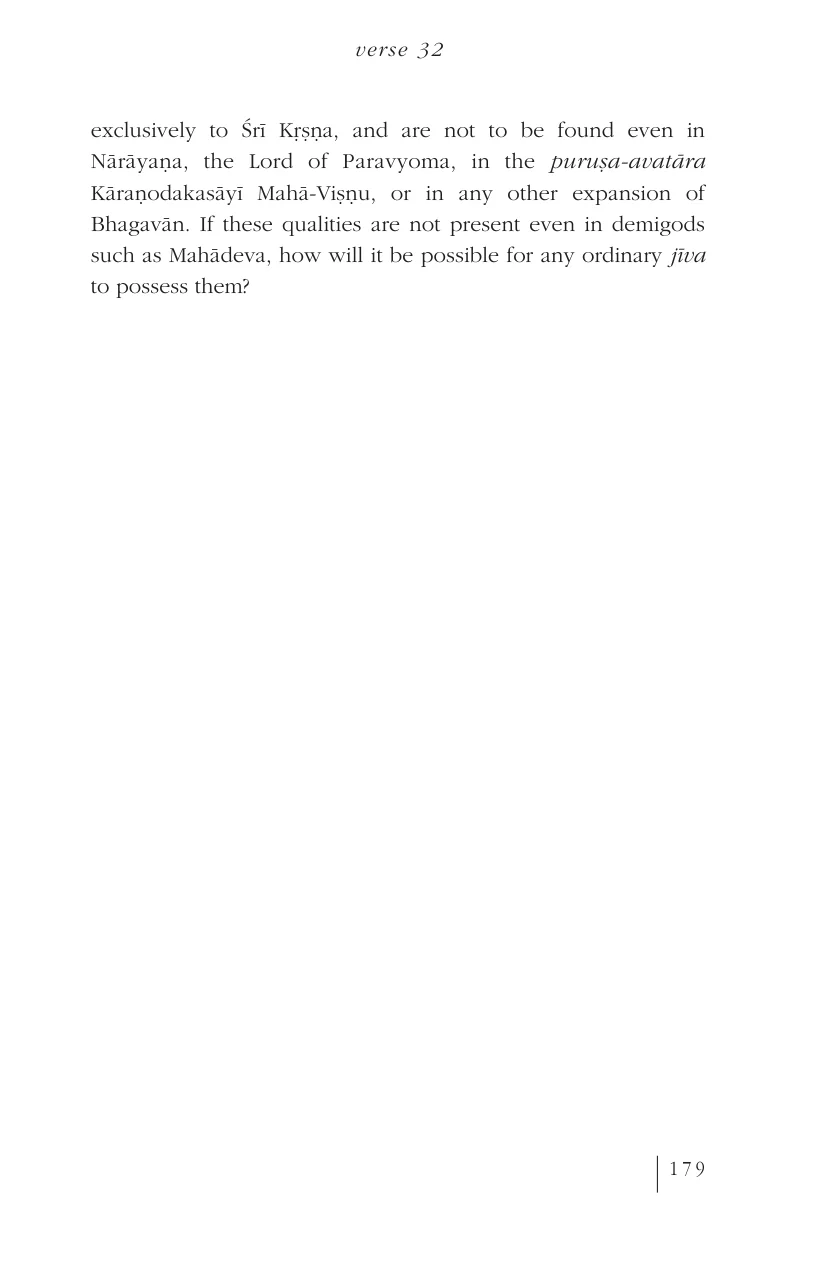 verse 32
exclusively to Śrī Kṛṣṇa, and are not to be found even in
Nārāyaṇa, the Lord of Paravyoma, in the puruṣa-avatāra
Kāraṇodakasāyī Mahā-Viṣṇu, or in any other expansion of
Bhagavān. If these qualities are not present even in demigods
such as Mahādeva, how will it be possible for any ordinary jīva
to possess them?
179